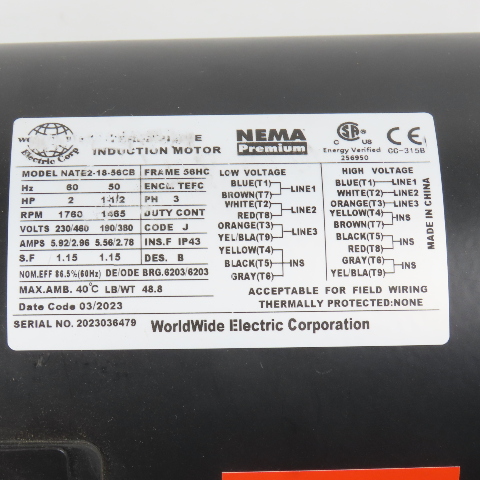 Electric Corp
INDUCTION MOTOR
NEMA
Premium
SA
C US
Energy Verified
256950
CE
CC-315B
MODEL NATE2-18-56CB FRAME 56HC
Hz 60 50 ENCL. TEFC
HP 2 1-1/2 PH 3
RPM 1760 1465 DUTY CONT
VOLTS 230/460 190/380 CODE J
AMPS 5.92/2.96 5.56/2.78 INS.F IP43
S.F 1.15 1.15 DES. B
NOM.EFF 86.5%(60Hz) DE/ODE BRG.6203/6203
MAX.AMB. 40°C LB/WT 48.8
Date Code 03/2023
SERIAL NO. 2023036479
LOW VOLTAGE
BLUE(T1)
BROWN(T7) LINE1
WHITE(T2)
RED(T8) LINE2
ORANGE(T3)
YEL/BLA(T9) LINE3
YELLOW(T4)
BLACK(T5) INS
GRAY(T6)
HIGH VOLTAGE
BLUE(T1) LINE1
WHITE(T2) LINE2
ORANGE(T3) LINE3
YELLOW(T4)
BROWN(T7) INS
BLACK(T5)
RED(T8) INS
GRAY(T6)
YEL/BLA(T9) INS
MADE IN CHINA
ACCEPTABLE FOR FIELD WIRING
THERMALLY PROTECTED:NONE
WorldWide Electric Corporation